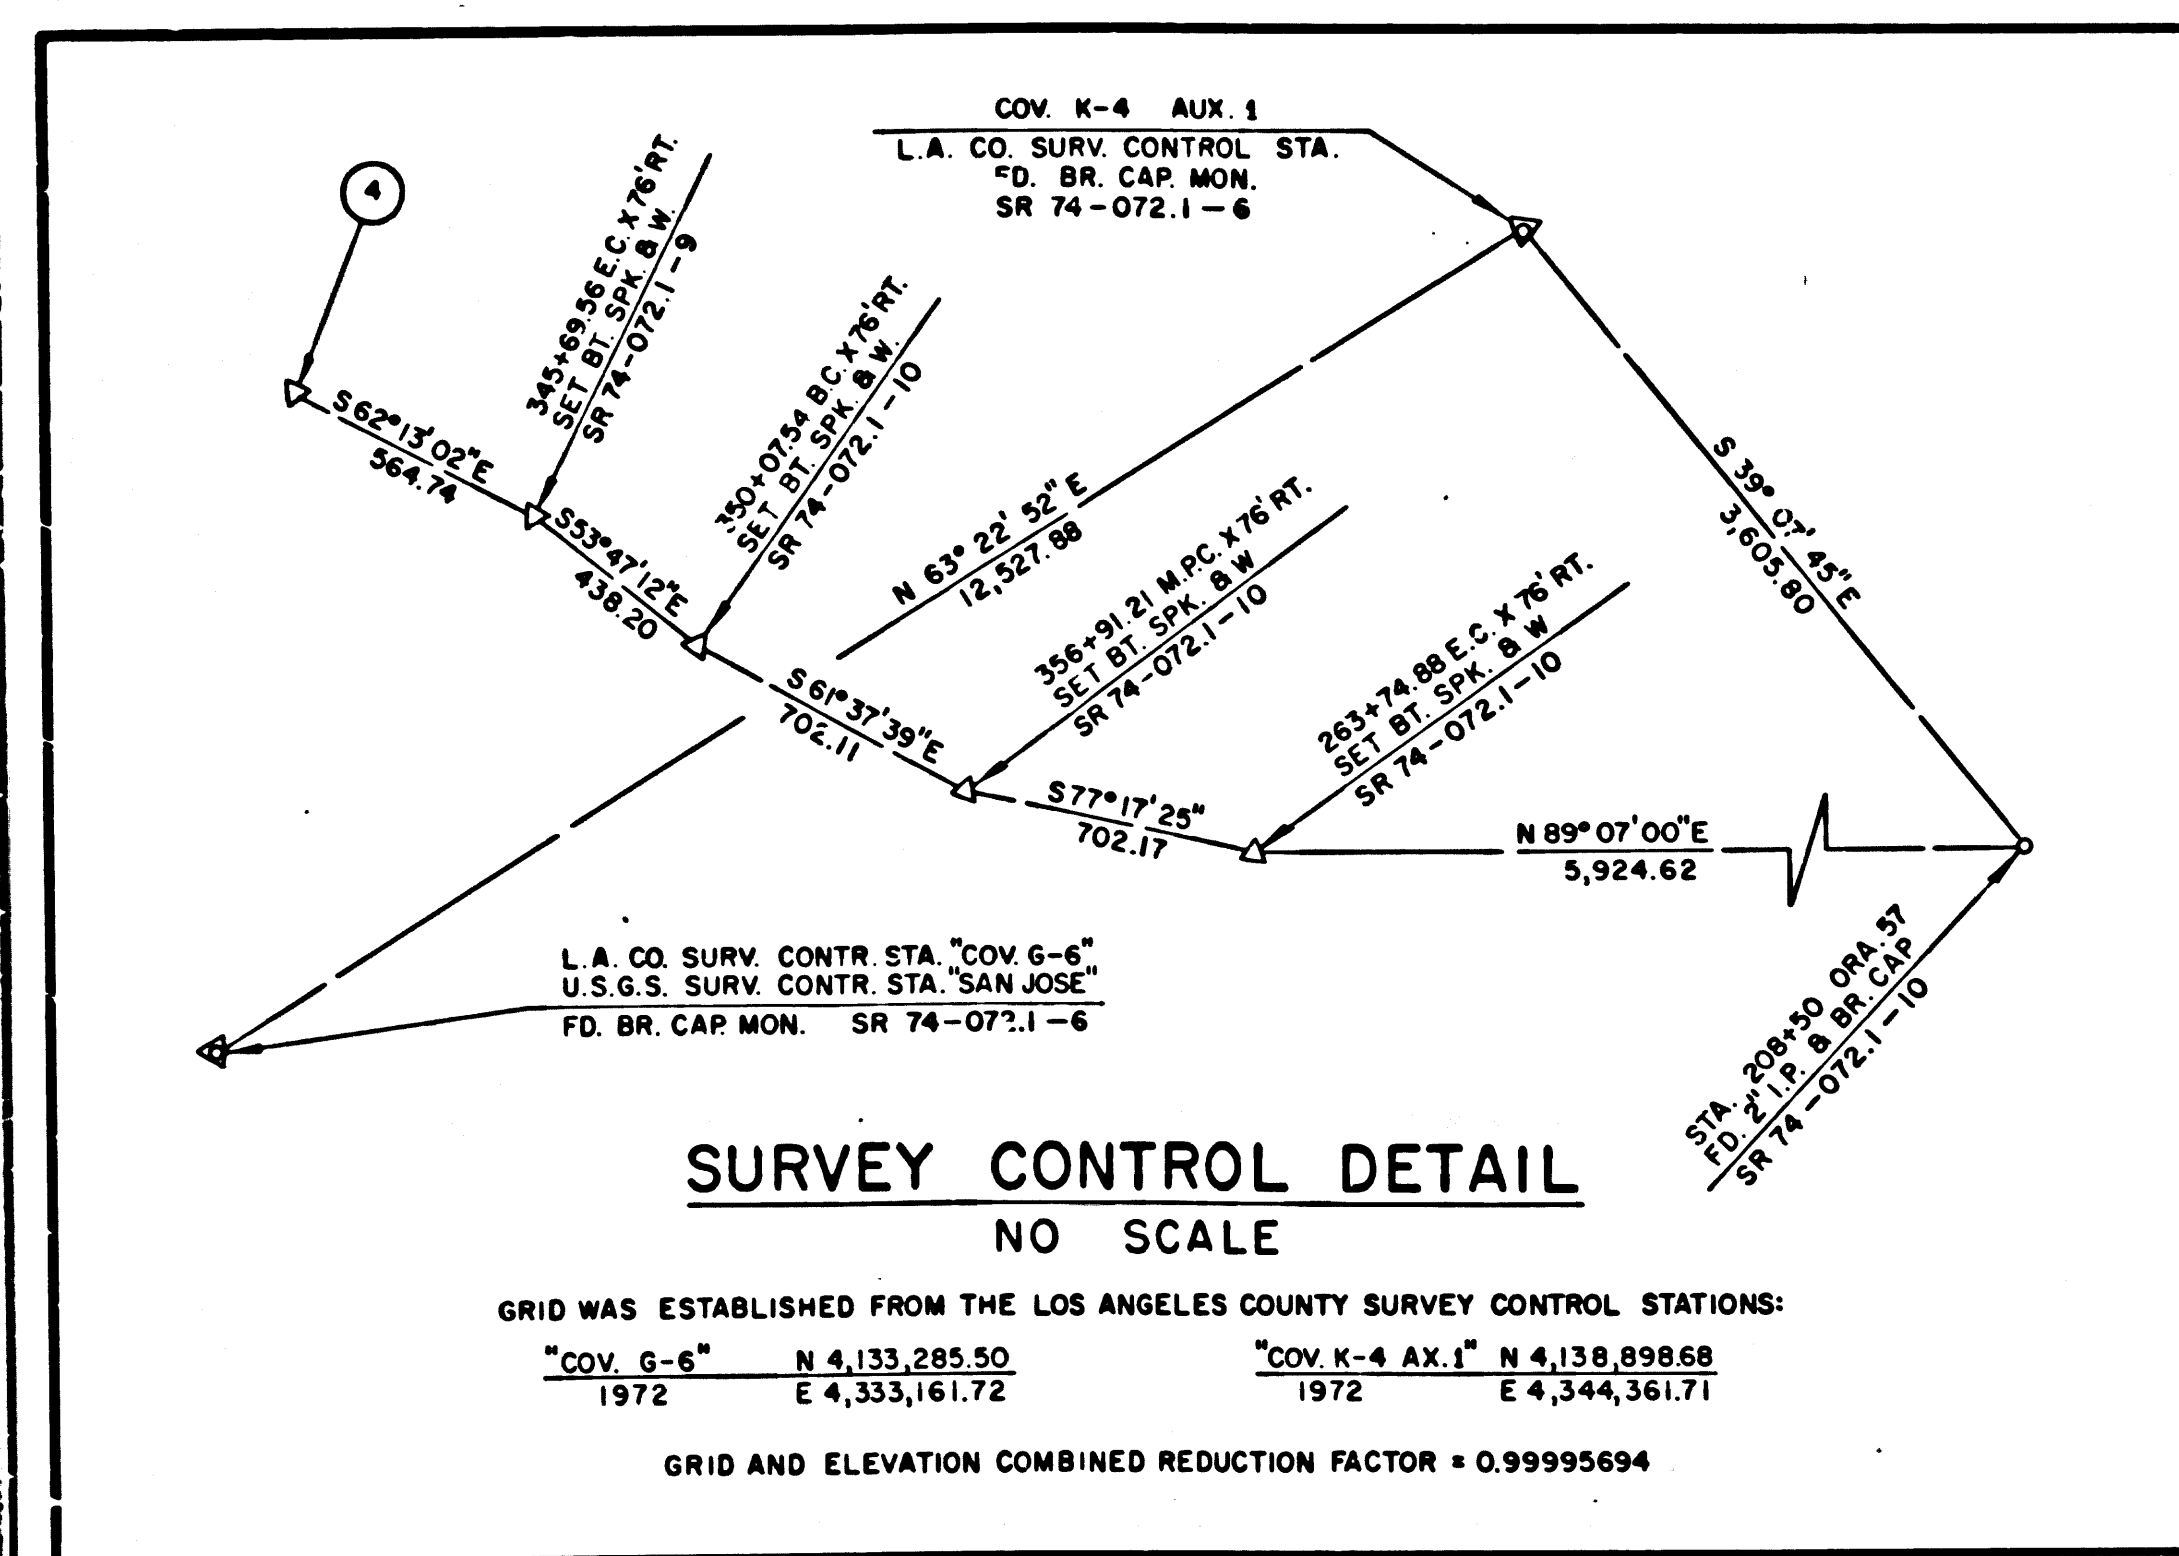 COV. K-4 AUX. 1
L.A. CO. SURV. CONTROL STA.
FD. BR. CAP. MON.
SR 74-072.1-6
4
345+69.56 E.C. X 76' RT.
SET BT. SPK. & W.
SR 74-072.1-9
350+07.54 B.C. X 76' RT.
SET BT. SPK. & W.
SR 74-072.1-10
S 62° 13' 02" E
564.74
S 53° 47' 12" E
438.20
N 63° 22' 52" E
12,527.88
S 39° 07' 45" E
3,605.80
356+91.21 M.P.C. X 76' RT.
SET BT. SPK. & W
SR 74-072.1-10
263+74.88 E.C. X 76' RT.
SET BT. SPK. & W
SR 74-072.1-10
S 61° 37' 39" E
702.11
S 77° 17' 25"
702.17
N 89° 07' 00" E
5,924.62
L.A. CO. SURV. CONTR. STA. "COV. G-6"
U.S.G.S. SURV. CONTR. STA. "SAN JOSE"
FD. BR. CAP. MON. SR 74-072.1-6
STA. 208+50 ORA. 57
FD. 2" I.P. & BR. CAP
SR 74-072.1-10
SURVEY CONTROL DETAIL
NO SCALE
GRID WAS ESTABLISHED FROM THE LOS ANGELES COUNTY SURVEY CONTROL STATIONS:
"COV. G-6" N 4,133,285.50
1972 E 4,333,161.72
"COV. K-4 AX. 1" N 4,138,898.68
1972 E 4,344,361.71
GRID AND ELEVATION COMBINED REDUCTION FACTOR = 0.99995694